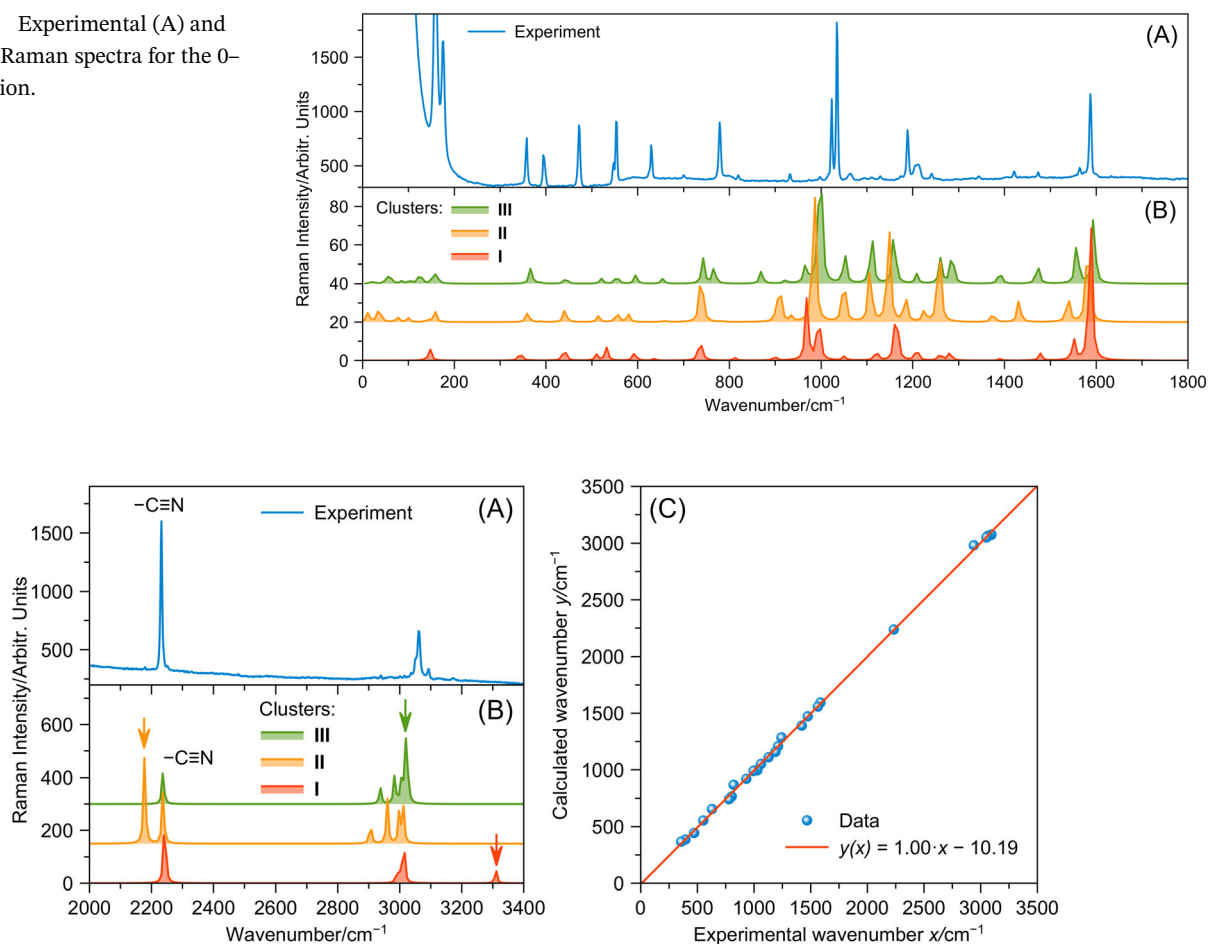 Experimental (A) and
Raman spectra for the 0–
ion.
(A)
Experiment
Raman Intensity/Arbitr. Units
1500
1000
500
(B)
Clusters:
III
II
I
Raman Intensity/Arbitr. Units
80
60
40
20
0
0 200 400 600 800 1000 1200 1400 1600 1800
Wavenumber/cm⁻¹
(A)
−C≡N
Experiment
Raman Intensity/Arbitr. Units
1500
1000
500
(B)
Clusters:
−C≡N
III
II
I
600
400
200
0
2000 2200 2400 2600 2800 3000 3200 3400
Wavenumber/cm⁻¹
(C)
Calculated wavenumber y/cm⁻¹
3500
3000
2500
2000
1500
1000
500
0
Data
y(x) = 1.00·x − 10.19
0 500 1000 1500 2000 2500 3000 3500
Experimental wavenumber x/cm⁻¹